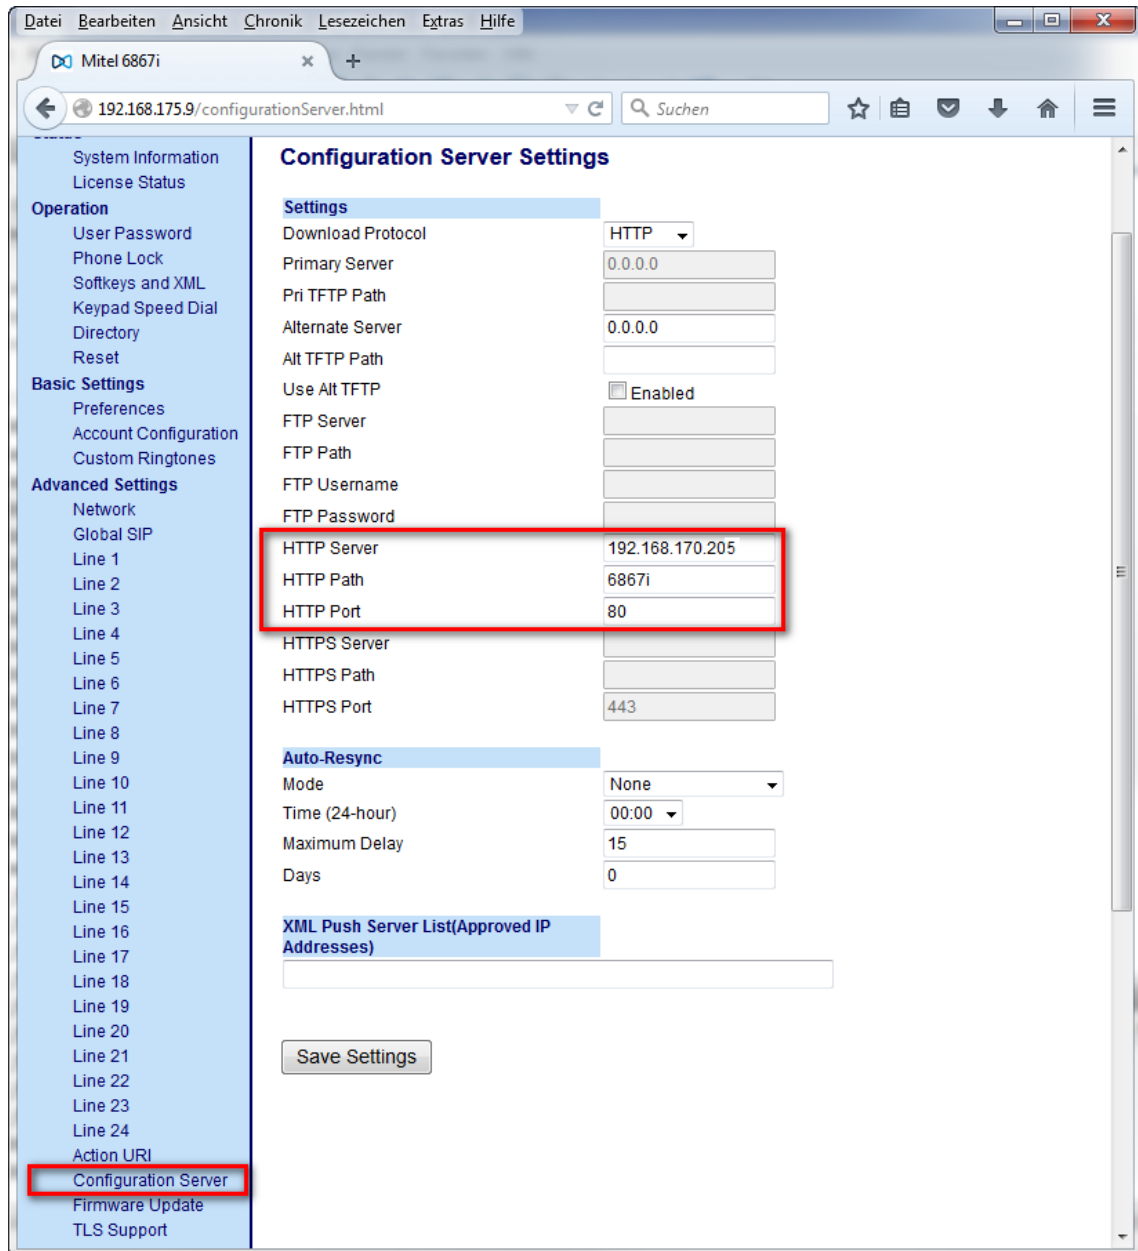 Datei Bearbeiten Ansicht Chronik Lesezeichen Extras Hilfe
Mitel 6867i
192.168.175.9/configurationServer.html
Suchen
System Information
License Status
Operation
User Password
Phone Lock
Softkeys and XML
Keypad Speed Dial
Directory
Reset
Basic Settings
Preferences
Account Configuration
Custom Ringtones
Advanced Settings
Network
Global SIP
Line 1
Line 2
Line 3
Line 4
Line 5
Line 6
Line 7
Line 8
Line 9
Line 10
Line 11
Line 12
Line 13
Line 14
Line 15
Line 16
Line 17
Line 18
Line 19
Line 20
Line 21
Line 22
Line 23
Line 24
Action URI
Configuration Server
Firmware Update
TLS Support
Configuration Server Settings
Settings
Download Protocol HTTP
Primary Server 0.0.0.0
Pri TFTP Path
Alternate Server 0.0.0.0
Alt TFTP Path
Use Alt TFTP Enabled
FTP Server
FTP Path
FTP Username
FTP Password
HTTP Server 192.168.170.205
HTTP Path 6867i
HTTP Port 80
HTTPS Server
HTTPS Path
HTTPS Port 443
Auto-Resync
Mode None
Time (24-hour) 00:00
Maximum Delay 15
Days 0
XML Push Server List(Approved IP
Addresses)
Save Settings